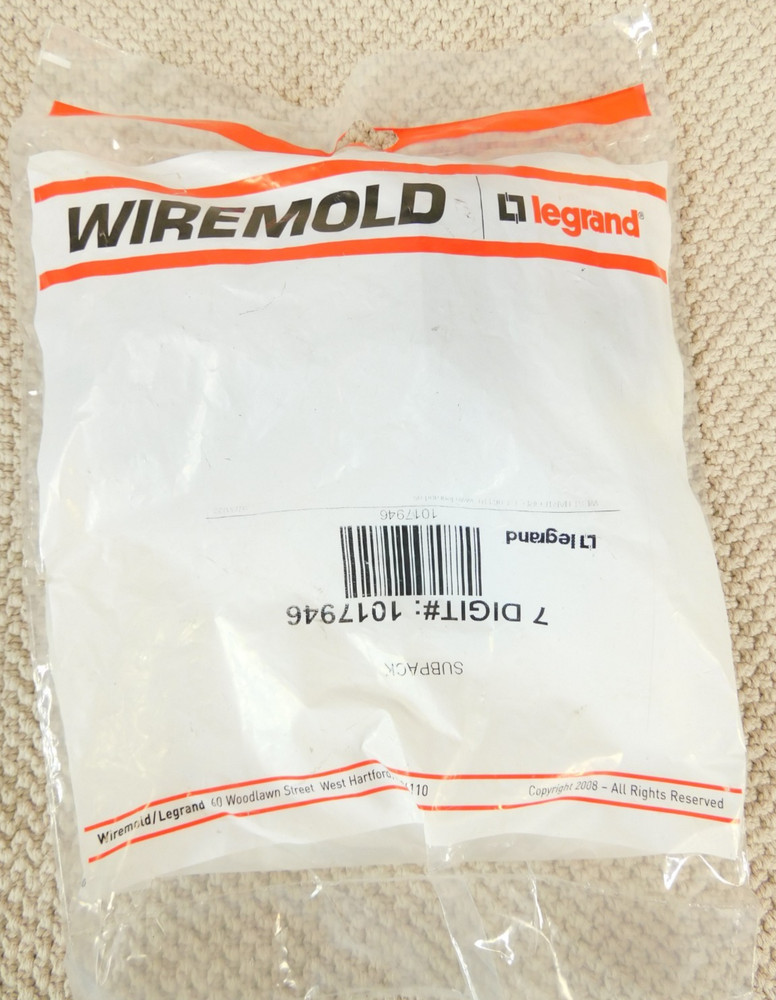 WIREMOLD legrand®
legrand
SUBPACK
7 DIGIT#: 1017946
1017946
Wiremold/Legrand 60 Woodlawn Street West Hartford
110
Copyright 2008 – All Rights Reserved